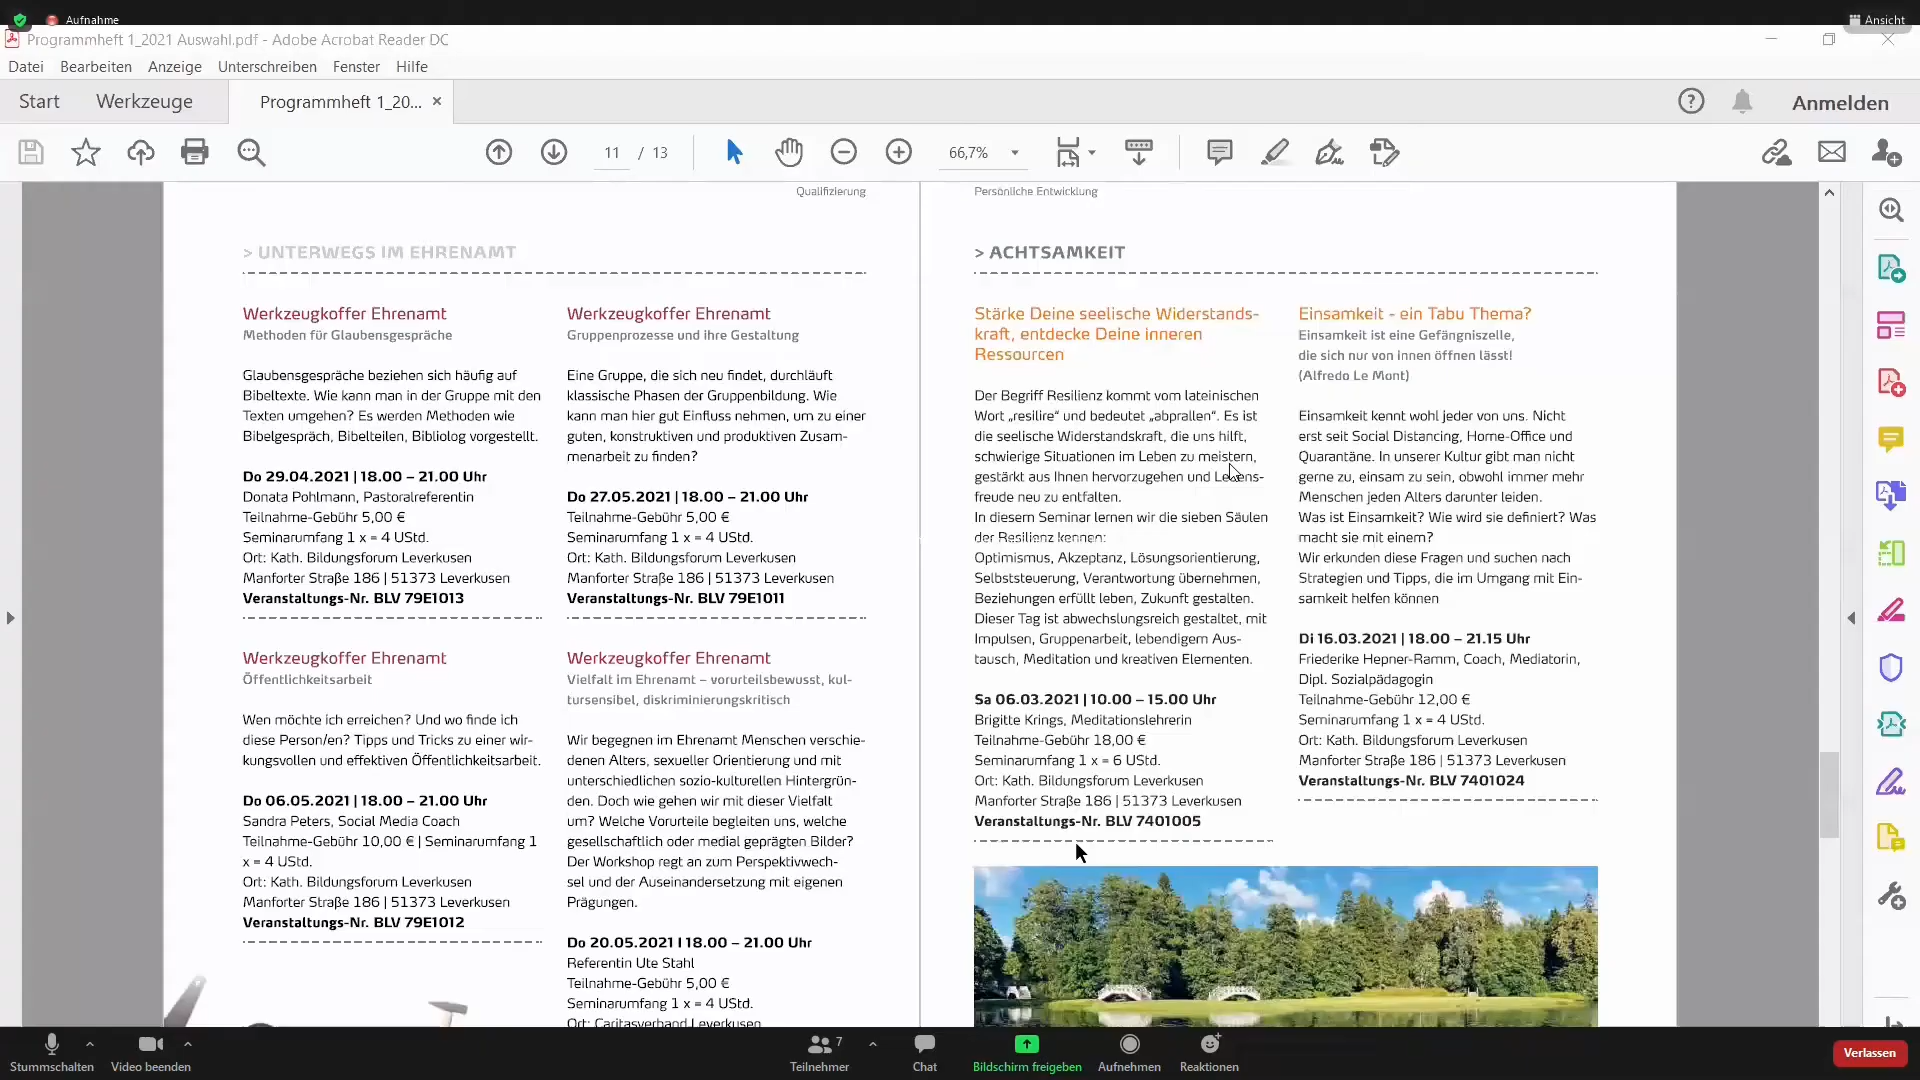 Aufnahme
Ansicht
Programmheft 1_2021 Auswahl.pdf - Adobe Acrobat Reader DC
Datei Bearbeiten Anzeige Unterschreiben Fenster Hilfe
Start Werkzeuge Programmheft 1_20... × Anmelden
11 / 13 66,7%
Qualifizierung
> UNTERWEGS IM EHRENAMT
Werkzeugkoffer Ehrenamt
Methoden für Glaubensgespräche
Glaubensgespräche beziehen sich häufig auf
Bibeltexte. Wie kann man in der Gruppe mit den
Texten umgehen? Es werden Methoden wie
Bibelgespräch, Bibelteilen, Bibliolog vorgestellt.
Do 29.04.2021 | 18.00 – 21.00 Uhr
Donata Pohlmann, Pastoralreferentin
Teilnahme-Gebühr 5,00 €
Seminarumfang 1 x = 4 UStd.
Ort: Kath. Bildungsforum Leverkusen
Manforter Straße 186 | 51373 Leverkusen
Veranstaltungs-Nr. BLV 79E1013
Werkzeugkoffer Ehrenamt
Öffentlichkeitsarbeit
Wen möchte ich erreichen? Und wo finde ich
diese Person/en? Tipps und Tricks zu einer wir-
kungsvollen und effektiven Öffentlichkeitsarbeit.
Do 06.05.2021 | 18.00 – 21.00 Uhr
Sandra Peters, Social Media Coach
Teilnahme-Gebühr 10,00 € | Seminarumfang 1
x = 4 UStd.
Ort: Kath. Bildungsforum Leverkusen
Manforter Straße 186 | 51373 Leverkusen
Veranstaltungs-Nr. BLV 79E1012
Werkzeugkoffer Ehrenamt
Gruppenprozesse und ihre Gestaltung
Eine Gruppe, die sich neu findet, durchläuft
klassische Phasen der Gruppenbildung. Wie
kann man hier gut Einfluss nehmen, um zu einer
guten, konstruktiven und produktiven Zusam-
menarbeit zu finden?
Do 27.05.2021 | 18.00 – 21.00 Uhr
Teilnahme-Gebühr 5,00 €
Seminarumfang 1 x = 4 UStd.
Ort: Kath. Bildungsforum Leverkusen
Manforter Straße 186 | 51373 Leverkusen
Veranstaltungs-Nr. BLV 79E1011
Werkzeugkoffer Ehrenamt
Vielfalt im Ehrenamt – vorurteilsbewusst, kul-
tursensibel, diskriminierungskritisch
Wir begegnen im Ehrenamt Menschen verschie-
denen Alters, sexueller Orientierung und mit
unterschiedlichen sozio-kulturellen Hintergrün-
den. Doch wie gehen wir mit dieser Vielfalt
um? Welche Vorurteile begleiten uns, welche
gesellschaftlich oder medial geprägten Bilder?
Der Workshop regt an zum Perspektivwech-
sel und der Auseinandersetzung mit eigenen
Prägungen.
Do 20.05.2021 I 18.00 – 21.00 Uhr
Referentin Ute Stahl
Teilnahme-Gebühr 5,00 €
Seminarumfang 1 x = 4 UStd.
Ort: Caritasverband Leverkusen
Persönliche Entwicklung
> ACHTSAMKEIT
Stärke Deine seelische Widerstands-
kraft, entdecke Deine inneren
Ressourcen
Der Begriff Resilienz kommt vom lateinischen
Wort „resilire“ und bedeutet „abprallen“. Es ist
die seelische Widerstandskraft, die uns hilft,
schwierige Situationen im Leben zu meistern,
gestärkt aus Ihnen hervorzugehen und Lebens-
freude neu zu entfalten.
In diesem Seminar lernen wir die sieben Säulen
der Resilienz kennen:
Optimismus, Akzeptanz, Lösungsorientierung,
Selbststeuerung, Verantwortung übernehmen,
Beziehungen erfüllt leben, Zukunft gestalten.
Dieser Tag ist abwechslungsreich gestaltet, mit
Impulsen, Gruppenarbeit, lebendigem Aus-
tausch, Meditation und kreativen Elementen.
Sa 06.03.2021 | 10.00 – 15.00 Uhr
Brigitte Krings, Meditationslehrerin
Teilnahme-Gebühr 18,00 €
Seminarumfang 1 x = 6 UStd.
Ort: Kath. Bildungsforum Leverkusen
Manforter Straße 186 | 51373 Leverkusen
Veranstaltungs-Nr. BLV 7401005
Einsamkeit - ein Tabu Thema?
Einsamkeit ist eine Gefängniszelle,
die sich nur von innen öffnen lässt!
(Alfredo Le Mont)
Einsamkeit kennt wohl jeder von uns. Nicht
erst seit Social Distancing, Home-Office und
Quarantäne. In unserer Kultur gibt man nicht
gerne zu, einsam zu sein, obwohl immer mehr
Menschen jeden Alters darunter leiden.
Was ist Einsamkeit? Wie wird sie definiert? Was
macht sie mit einem?
Wir erkunden diese Fragen und suchen nach
Strategien und Tipps, die im Umgang mit Ein-
samkeit helfen können
Di 16.03.2021 | 18.00 – 21.15 Uhr
Friederike Hepner-Ramm, Coach, Mediatorin,
Dipl. Sozialpädagogin
Teilnahme-Gebühr 12,00 €
Seminarumfang 1 x = 4 UStd.
Ort: Kath. Bildungsforum Leverkusen
Manforter Straße 186 | 51373 Leverkusen
Veranstaltungs-Nr. BLV 7401024
7
Stummschalten Video beenden Teilnehmer Chat Bildschirm freigeben Aufnehmen Reaktionen Verlassen